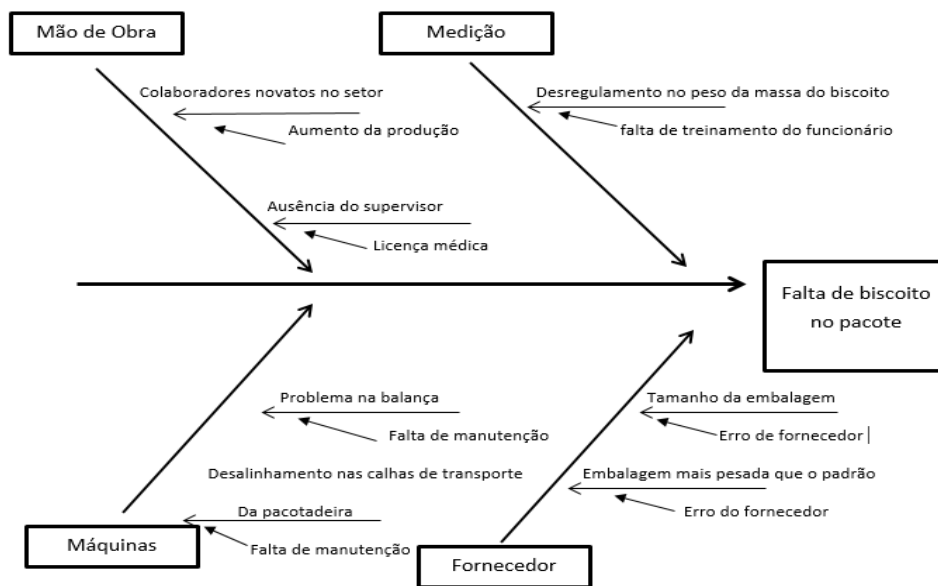 Mão de Obra
Medição
Colaboradores novatos no setor
Aumento da produção
Desregulamento no peso da massa do biscoito
falta de treinamento do funcionário
Ausência do supervisor
Licença médica
Falta de biscoito
no pacote
Problema na balança
Falta de manutenção
Desalinhamento nas calhas de transporte
Da pacotadeira
Falta de manutenção
Tamanho da embalagem
Erro de fornecedor
Embalagem mais pesada que o padrão
Erro do fornecedor
Máquinas
Fornecedor